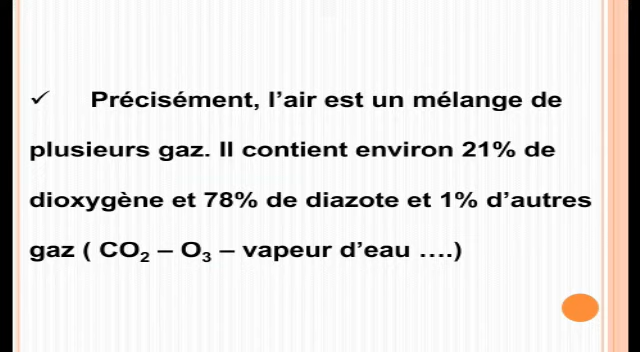 ✓ Précisément, l’air est un mélange de
plusieurs gaz. Il contient environ 21% de
dioxygène et 78% de diazote et 1% d’autres
gaz ( CO₂ – O₃ – vapeur d’eau ….)